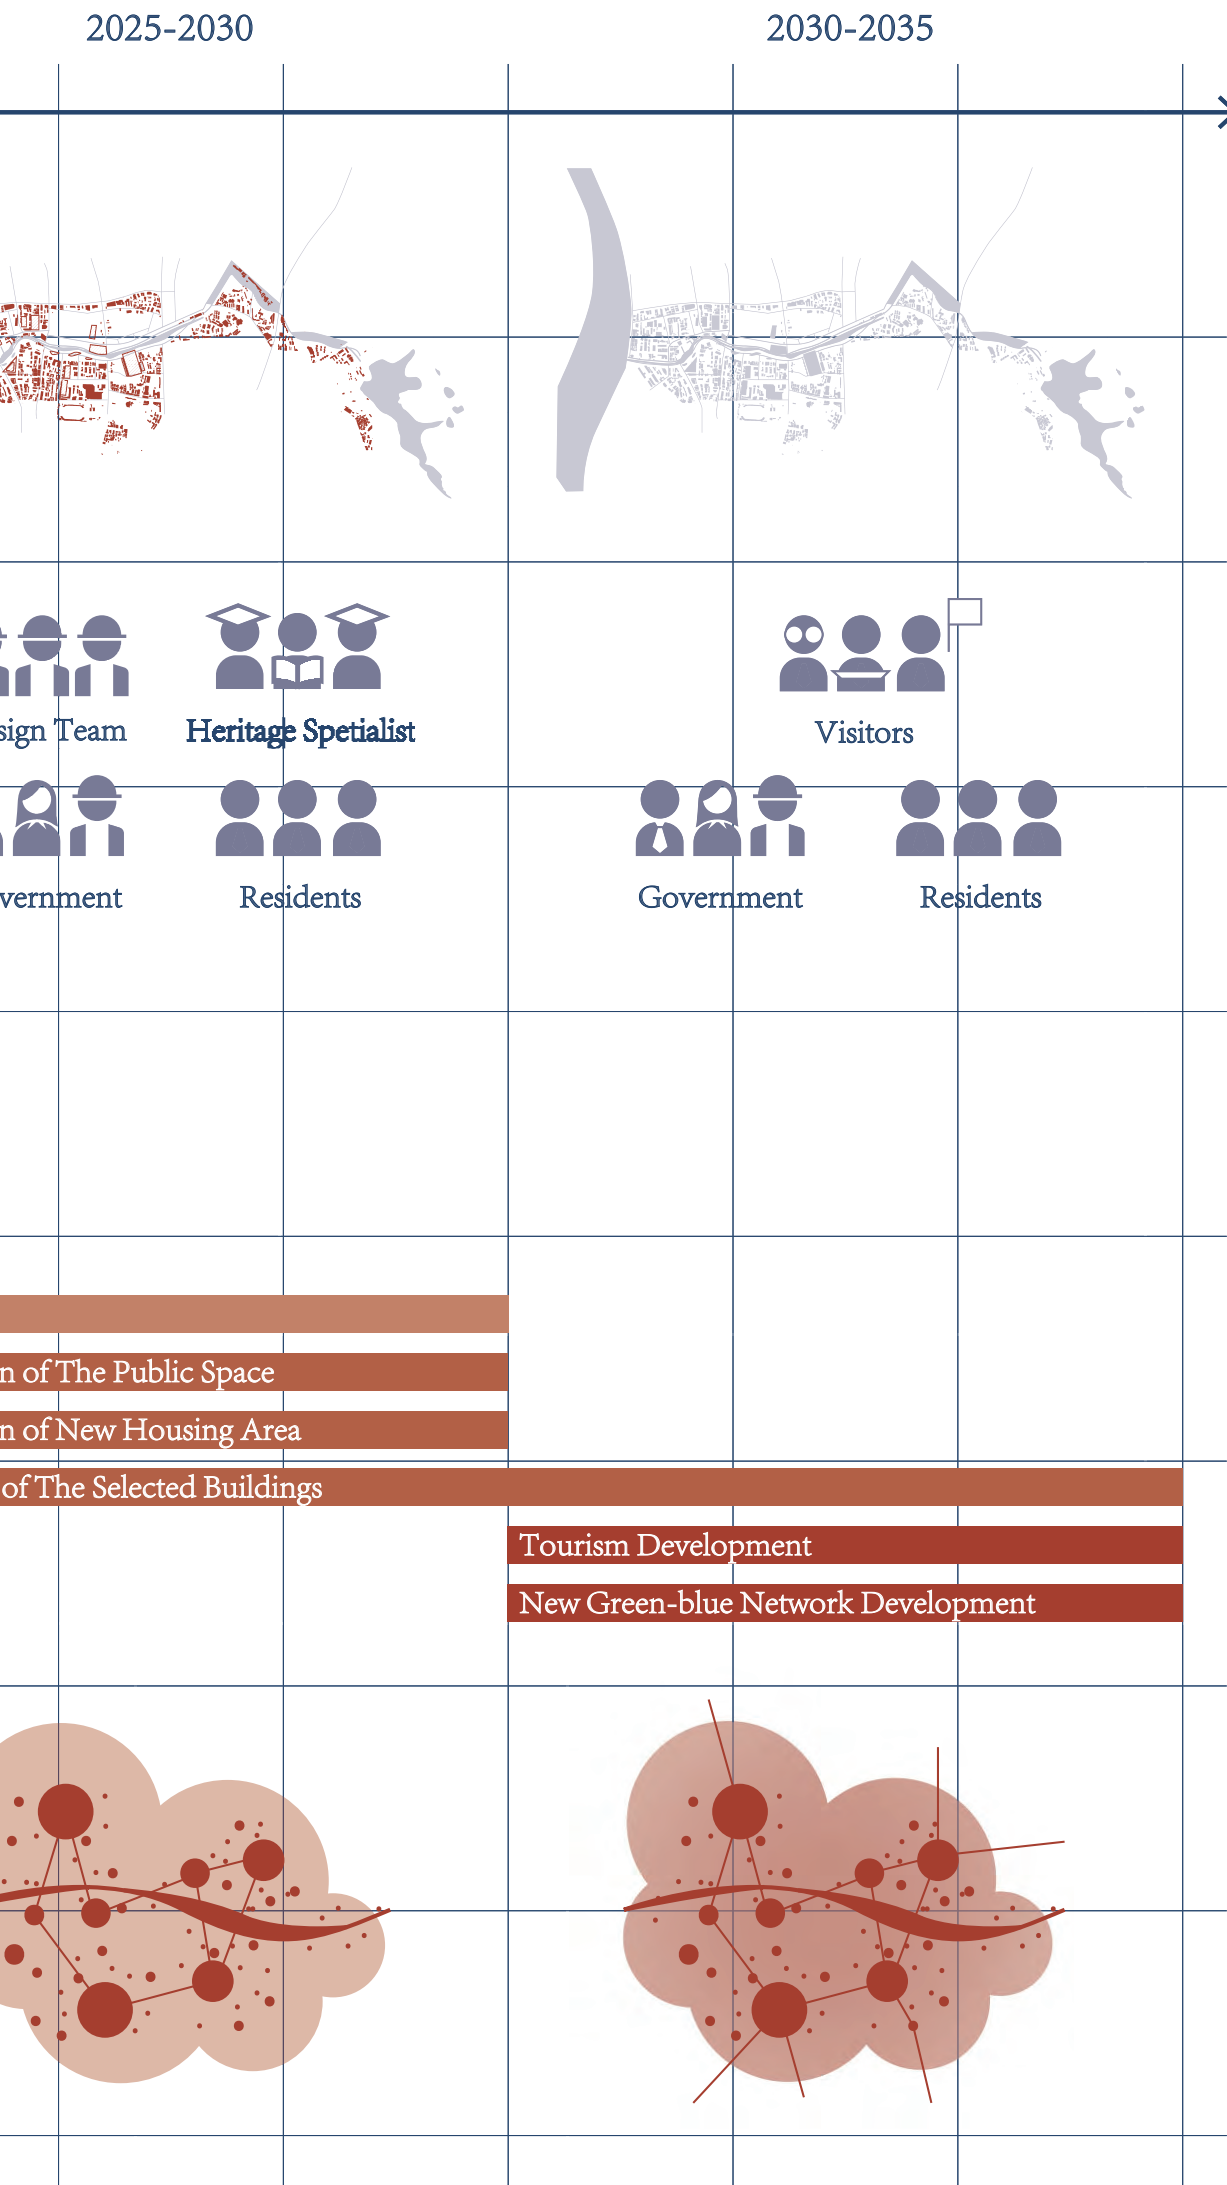 2025-2030
2030-2035
sign Team
Heritage Spetialist
Visitors
vernment
Residents
Government
Residents
n of The Public Space
n of New Housing Area
of The Selected Buildings
Tourism Development
New Green-blue Network Development